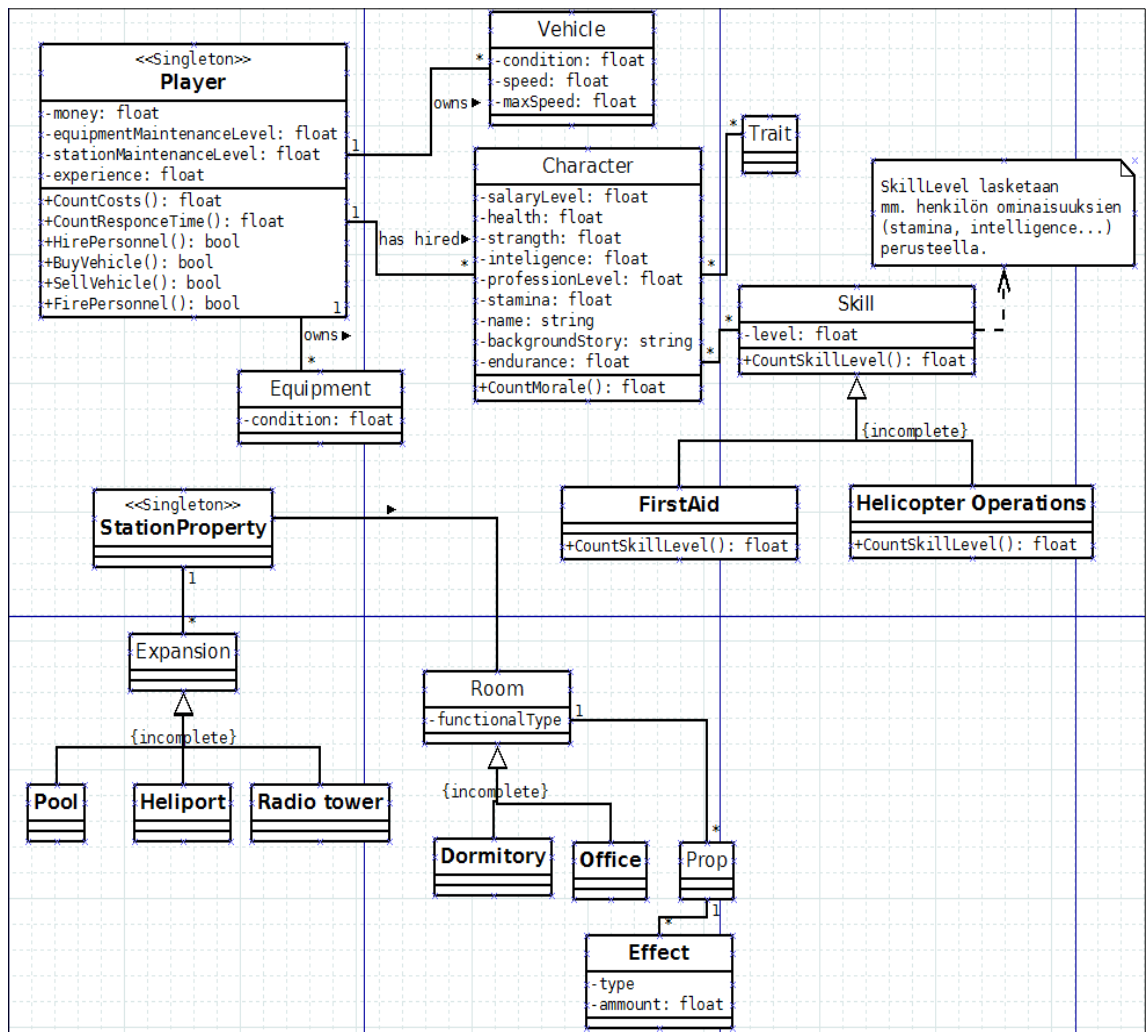 <<Singleton>>
Player
-money: float
-equipmentMaintenanceLevel: float
-stationMaintenanceLevel: float
-experience: float
+CountCosts(): float
+CountResponceTime(): float
+HirePersonnel(): bool
+BuyVehicle(): bool
+SellVehicle(): bool
+FirePersonnel(): bool
1
1
1
owns
*
has hired
*
owns
*
Vehicle
-condition: float
-speed: float
-maxSpeed: float
Character
-salaryLevel: float
-health: float
-strangth: float
-inteligence: float
-professionLevel: float
-stamina: float
-name: string
-backgroundStory: string
-endurance: float
+CountMorale(): float
*
*
*
*
Trait
SkillLevel lasketaan
mm. henkilön ominaisuuksien
(stamina, intelligence...)
perusteella.
Skill
-level: float
+CountSkillLevel(): float
{incomplete}
FirstAid
+CountSkillLevel(): float
Helicopter Operations
+CountSkillLevel(): float
Equipment
-condition: float
<<Singleton>>
StationProperty
1
*
Expansion
{incomplete}
Pool
Heliport
Radio tower
Room
-functionalType
1
*
{incomplete}
Dormitory
Office
Prop
1
*
Effect
-type
-ammount: float